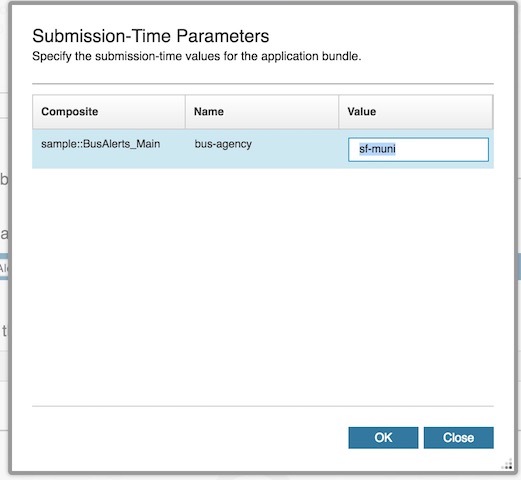 Submission-Time Parameters
Specify the submission-time values for the application bundle.
Composite Name Value
sample::BusAlerts_Main bus-agency sf-muni
OK Close